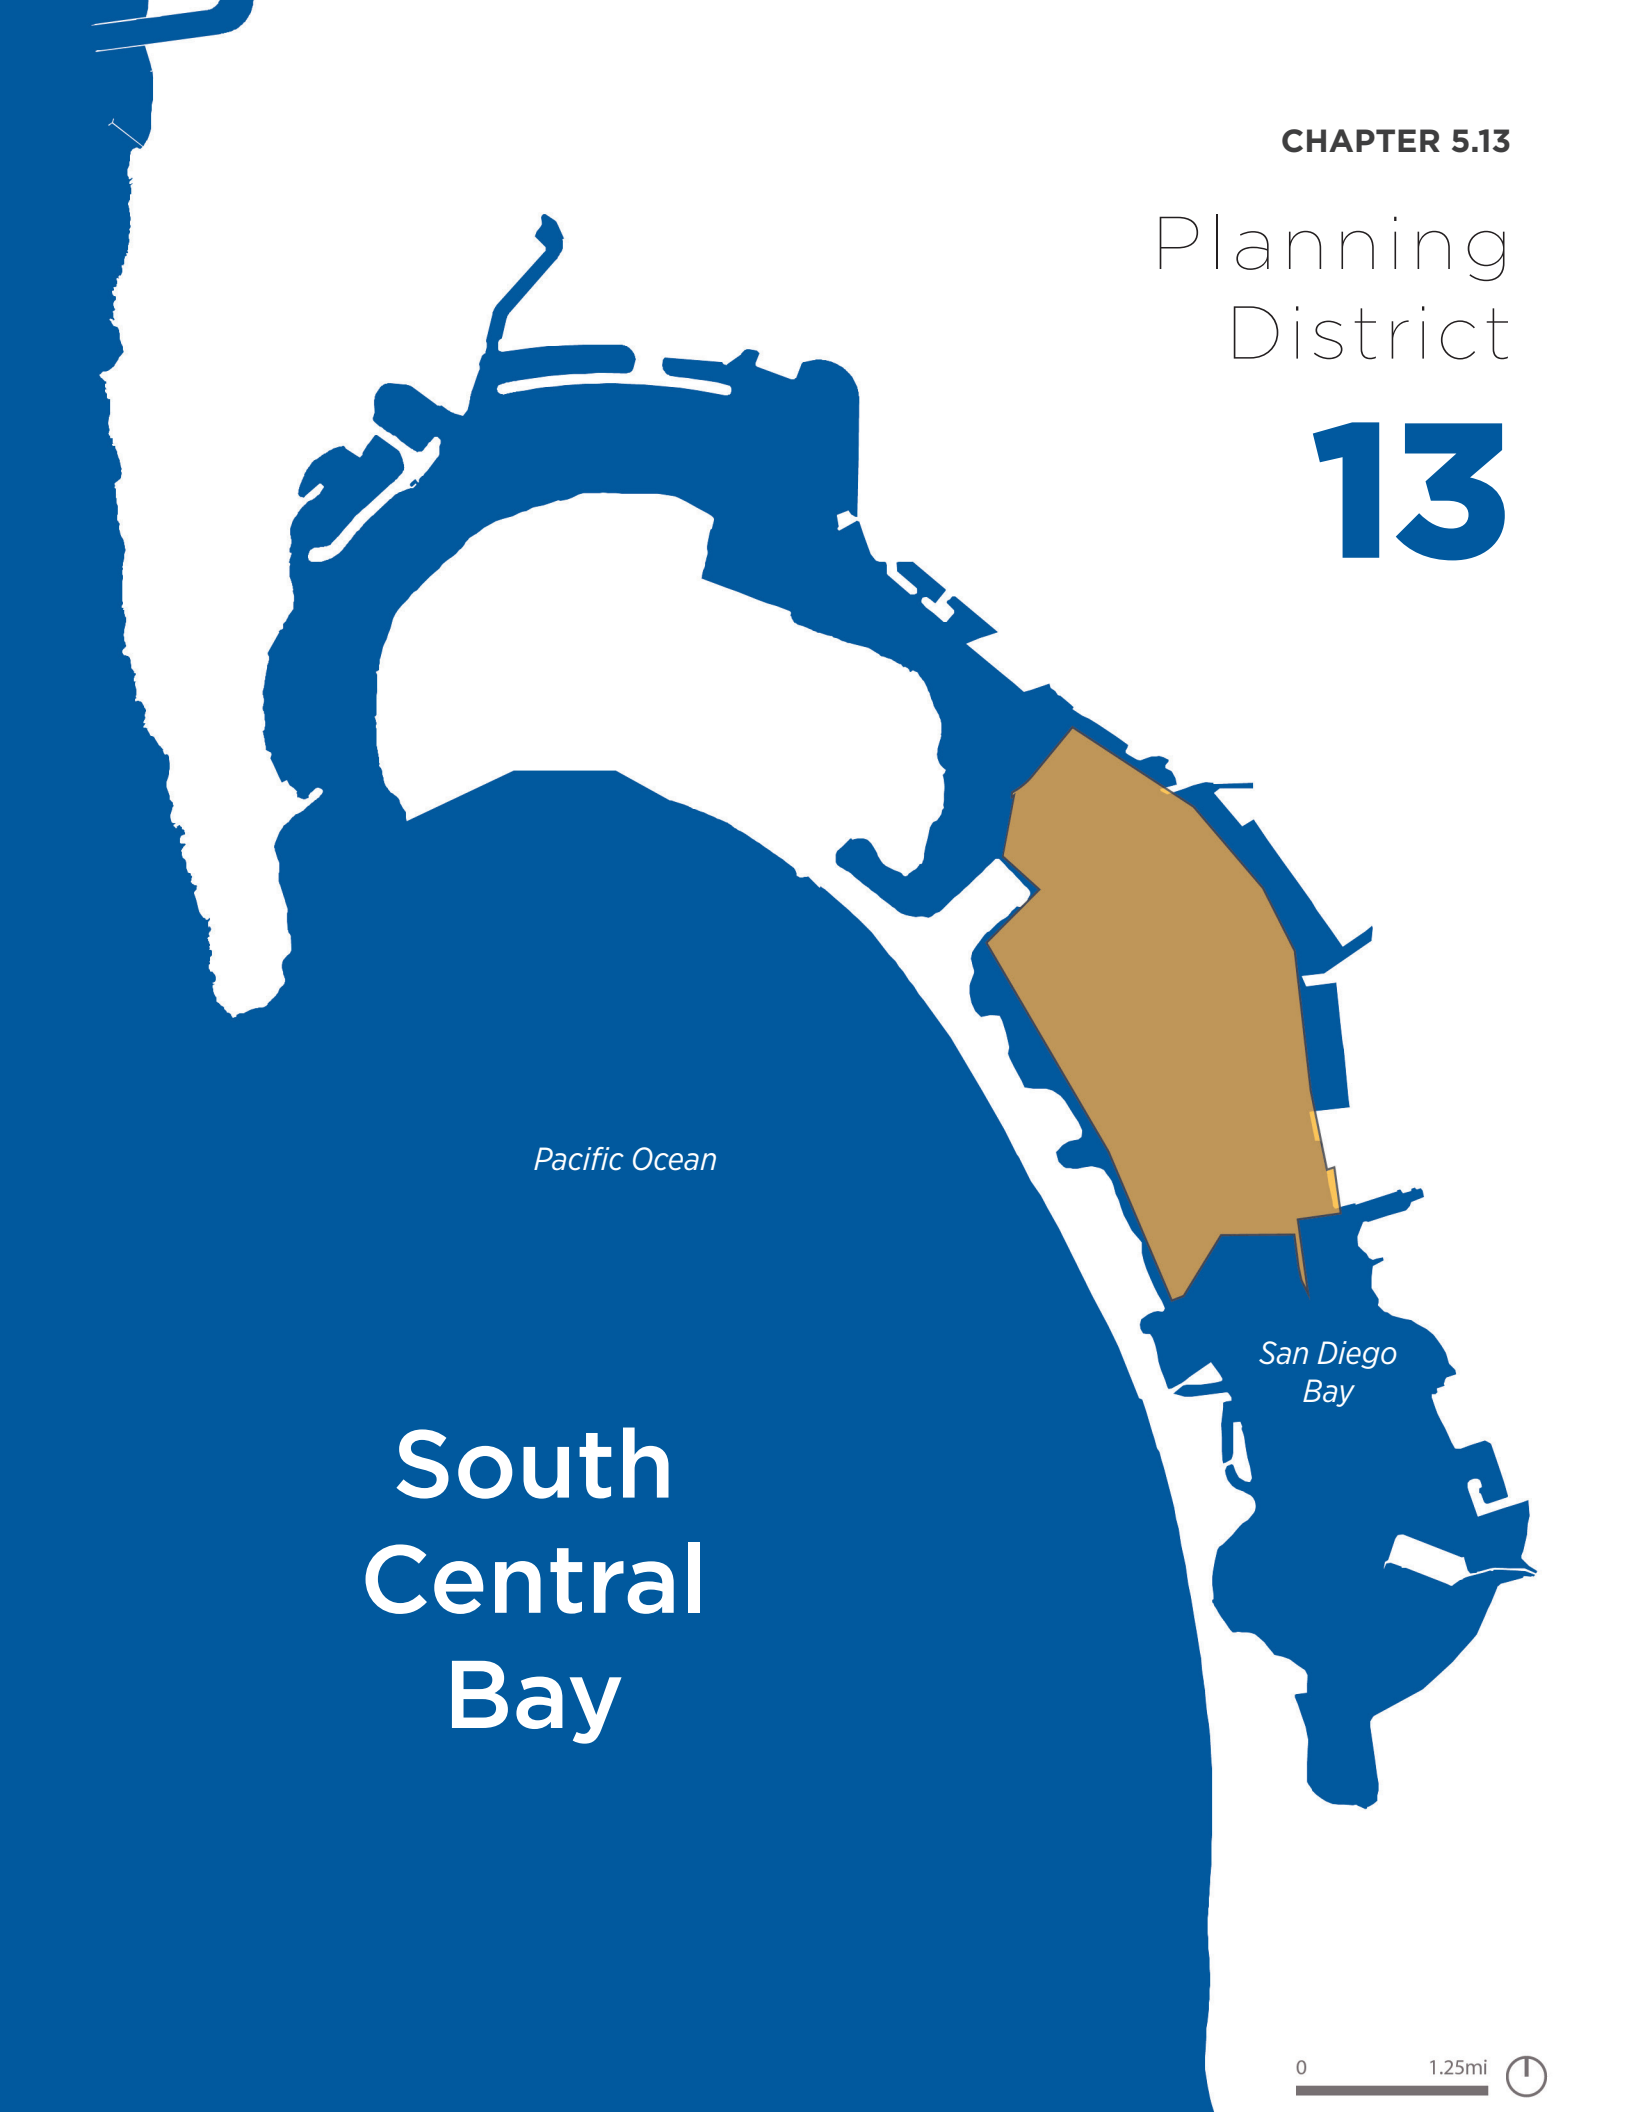 CHAPTER 5.13
Planning
District
13
Pacific Ocean
San Diego
Bay
South
Central
Bay
0 1.25mi